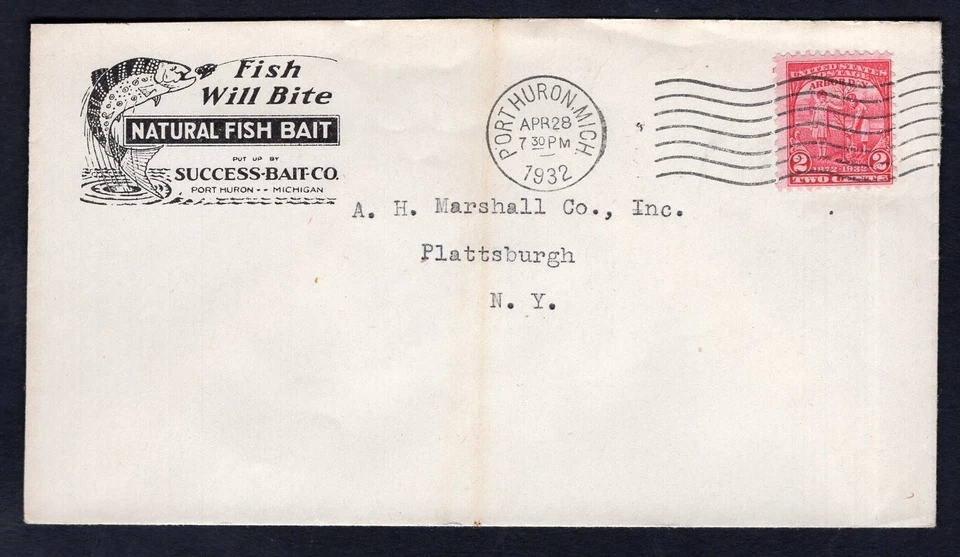 Fish
Will Bite
NATURAL FISH BAIT
PUT UP BY
SUCCESS-BAIT-CO.
PORT HURON -- MICHIGAN
PORT HURON, MICH.
APR 28
7 30 PM
1932
UNITED STATES
POSTAGE
ARBOR DAY
2 2
1872-1932
TWO CENTS
A. H. Marshall Co., Inc.
Plattsburgh
N. Y.